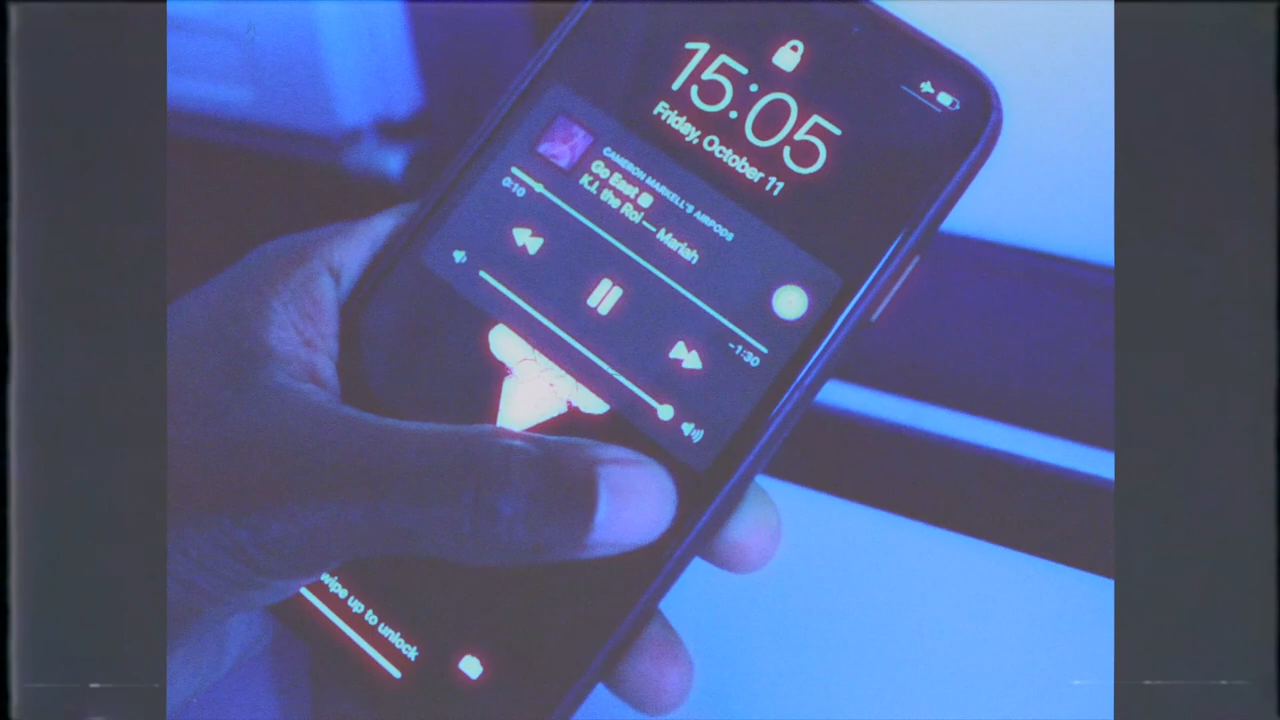 15:05
Friday, October 11
CAMERON MARKELL'S AIRPODS
Go East E
K.I. the Rol — Mariah
0:10
-1:30
wipe up to unlock